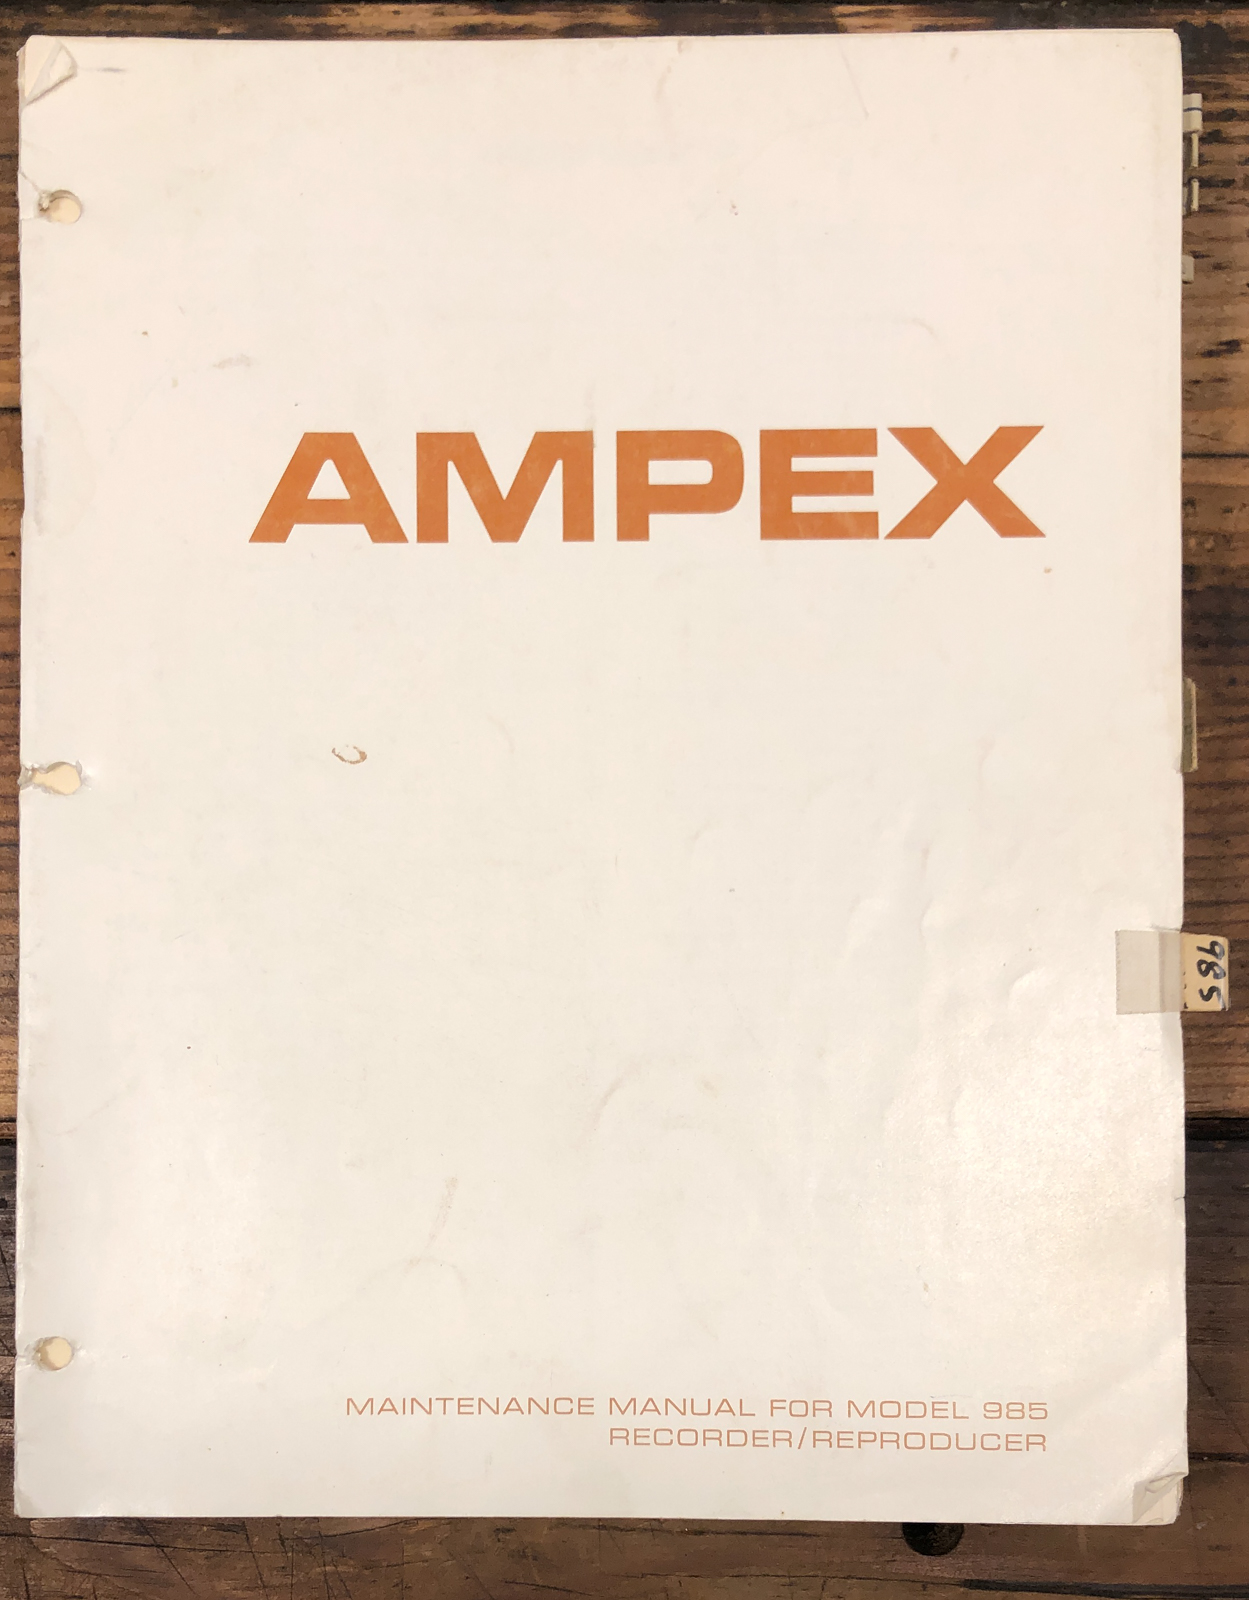 AMPEX
985
MAINTENANCE MANUAL FOR MODEL 985
RECORDER/REPRODUCER